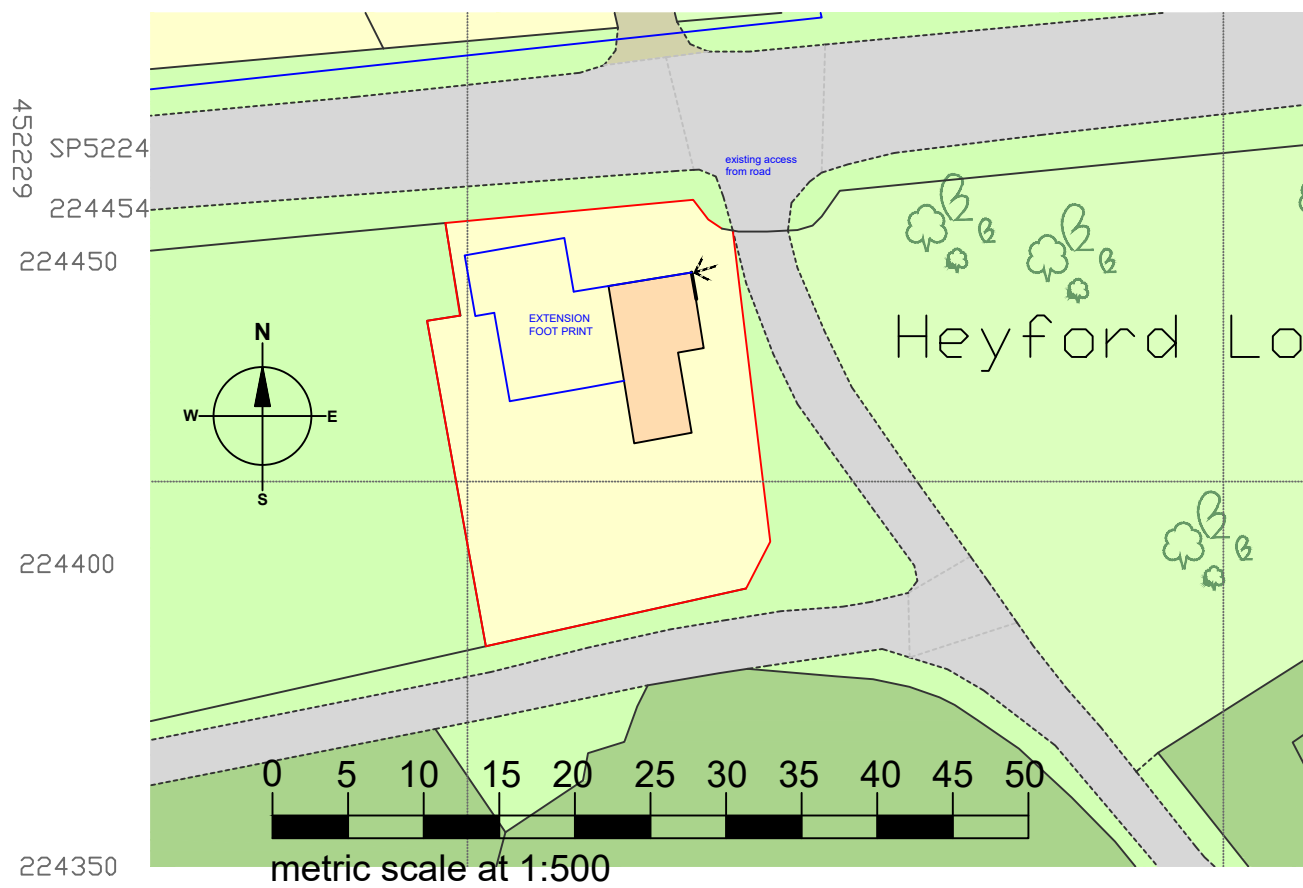 452229
SP5224
224454
224450
224400
224350
existing access
from road
EXTENSION
FOOT PRINT
N
W
E
S
Heyford Lo
0 5 10 15 20 25 30 35 40 45 50
metric scale at 1:500